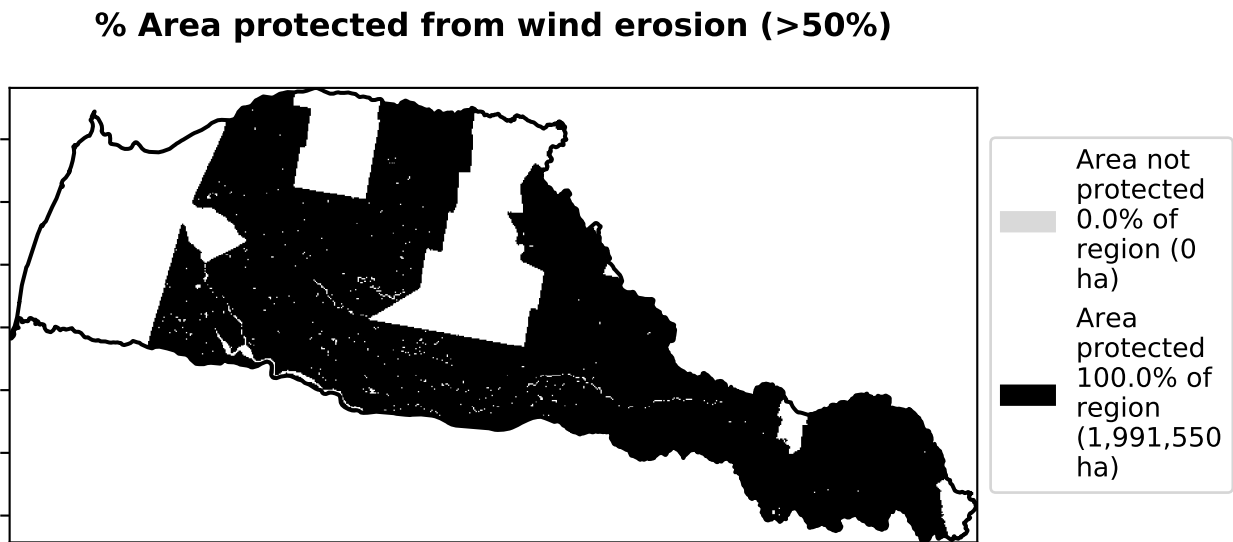 % Area protected from wind erosion (>50%)
Area not
protected
0.0% of
region (0
ha)
Area
protected
100.0% of
region
(1,991,550
ha)